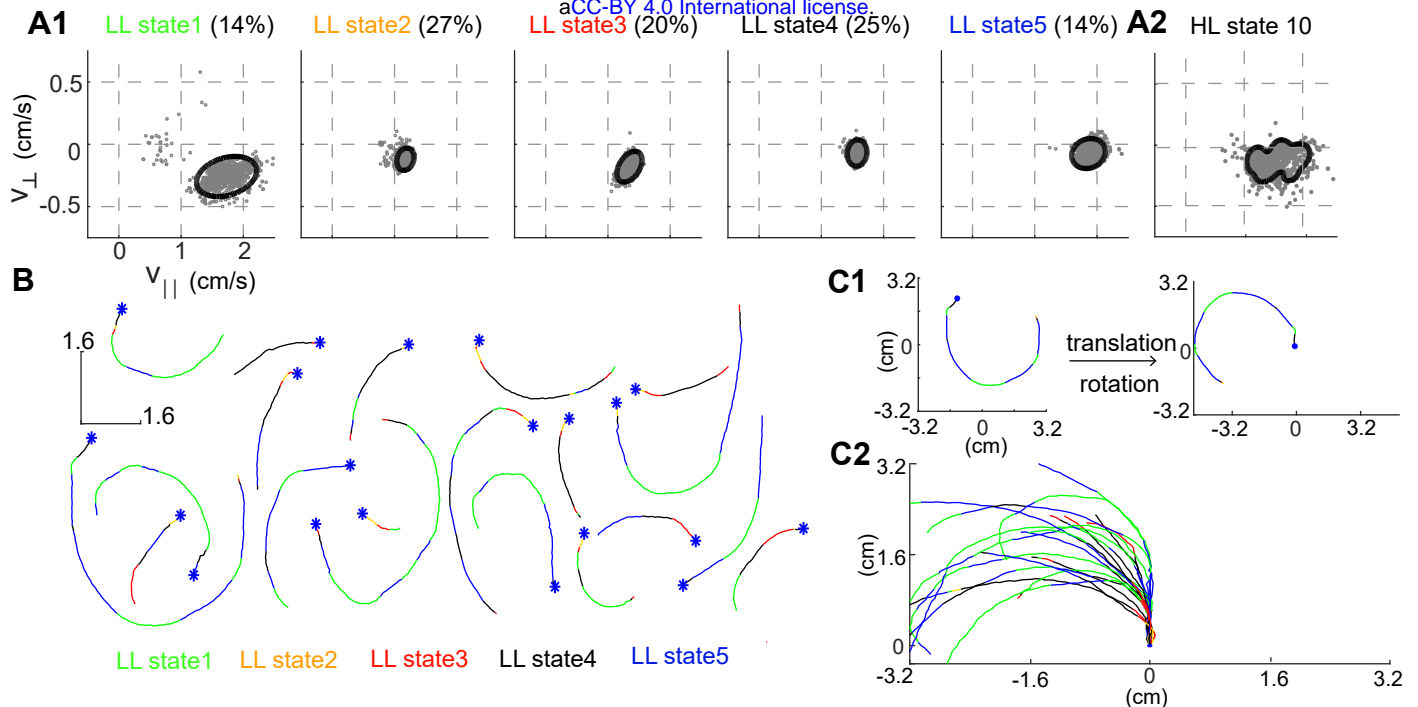 aCC-BY 4.0 International license.
A1 LL state1 (14%) LL state2 (27%) LL state3 (20%) LL state4 (25%) LL state5 (14%) A2 HL state 10
0.5
0
-0.5
V⊥ (cm/s)
0 1 2
V|| (cm/s)
B
1.6
1.6
LL state1 LL state2 LL state3 LL state4 LL state5
C1
3.2
0
-3.2
(cm)
-3.2 0 3.2
(cm)
translation
rotation
3.2
0
-3.2
-3.2 0 3.2
C2
3.2
1.6
0
(cm)
-3.2 -1.6 0 1.6 3.2
(cm)